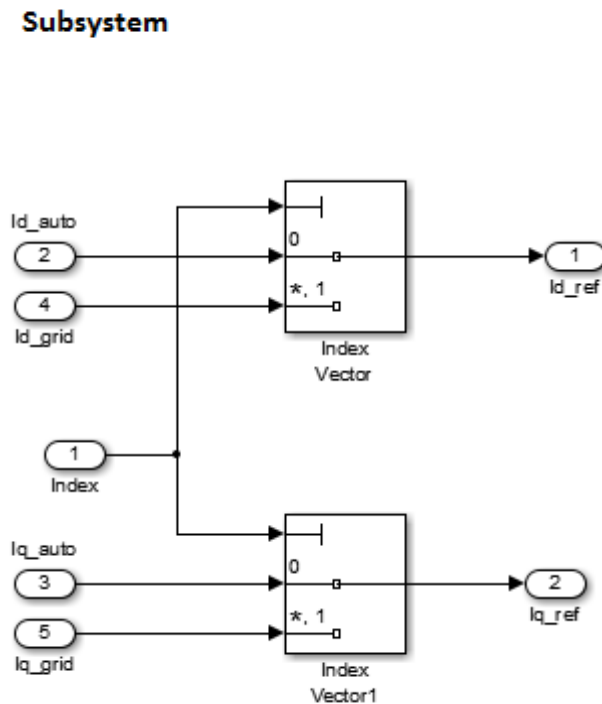 Subsystem
Id_auto
2
0
1
4
*, 1
Id_grid
Id_ref
Index
Vector
1
Index
Iq_auto
3
0
2
5
*, 1
Iq_grid
Iq_ref
Index
Vector1